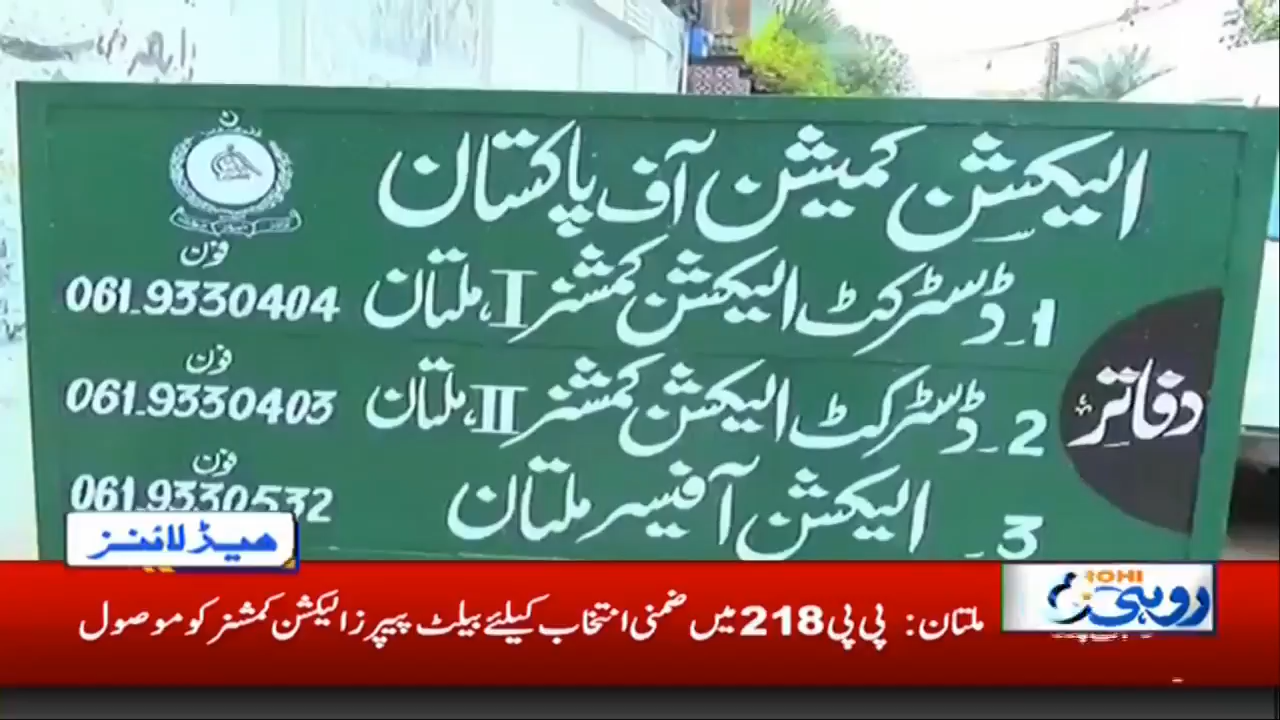 الیکشن کمیشن آف پاکستان
دفاتر
1۔ ڈسٹرکٹ الیکشن کمشنر I، ملتان
فون
061-9330404
2۔ ڈسٹرکٹ الیکشن کمشنر II، ملتان
فون
061-9330403
3۔ الیکشن آفیسر ملتان
فون
061-9330532
ھیڈلائنز
ROHI
روہی
ملتان: پی پی 218 میں ضمنی انتخاب کیلئے بیلٹ پیپرز الیکشن کمشنر کو موصول